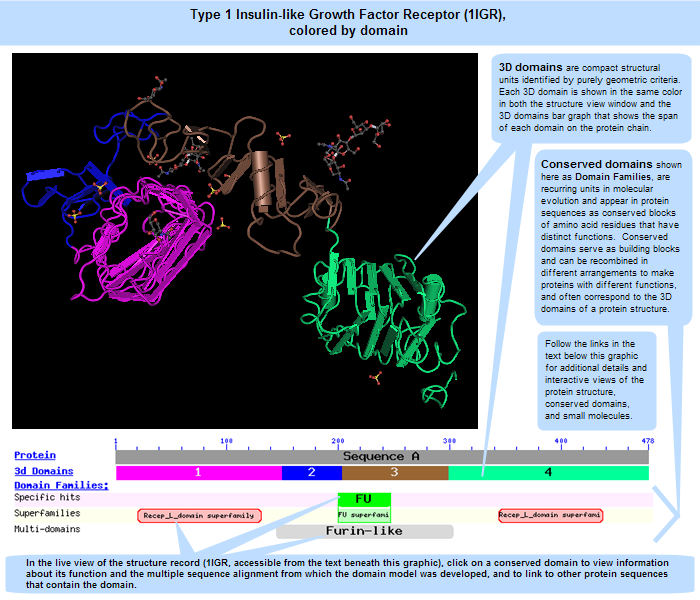 Type 1 Insulin-like Growth Factor Receptor (1IGR),
colored by domain
3D domains are compact structural
units identified by purely geometric criteria.
Each 3D domain is shown in the same color
in both the structure view window and the
3D domains bar graph that shows the span
of each domain on the protein chain.
Conserved domains shown
here as Domain Families, are
recurring units in molecular
evolution and appear in protein
sequences as conserved blocks
of amino acid residues that have
distinct functions. Conserved
domains serve as building blocks
and can be recombined in
different arrangements to make
proteins with different functions,
and often correspond to the 3D
domains of a protein structure.
Follow the links in the
text below this graphic
for additional details and
interactive views of the
protein structure,
conserved domains,
and small molecules.
1 100 200 300 400 478
Protein Sequence A
3d Domains 1 2 3 4
Domain Families:
Specific hits FU
Superfamilies Recep_L_domain superfamily FU superfami Recep_L_domain superfami
Multi-domains Furin-like
In the live view of the structure record (1IGR, accessible from the text beneath this graphic), click on a conserved domain to view information
about its function and the multiple sequence alignment from which the domain model was developed, and to link to other protein sequences
that contain the domain.